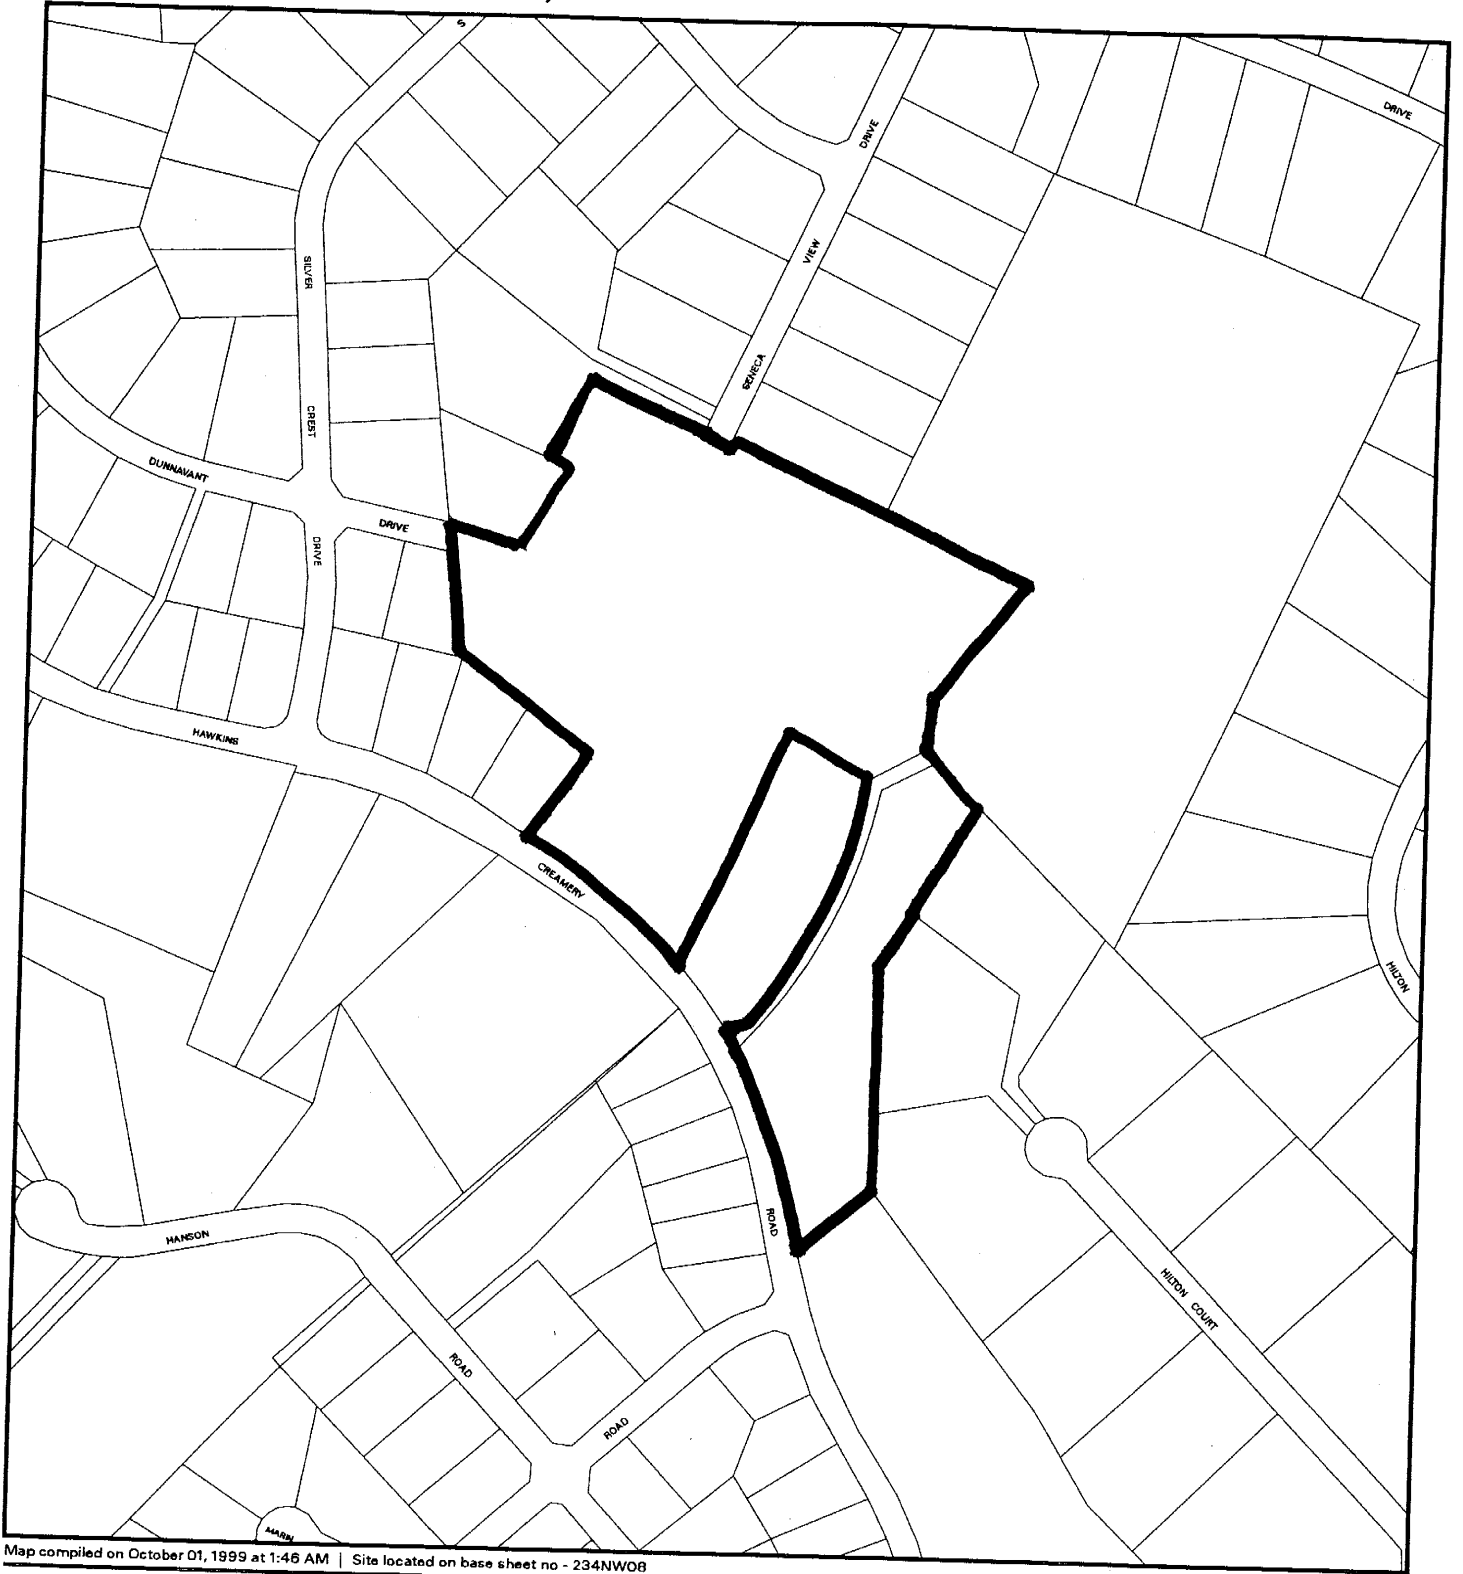 S
DRIVE
DRIVE
VIEW
SENECA
SILVER
CREST
DUNNAVANT
DRIVE
DRIVE
HAWKINS
CREAMERY
HILTON
ROAD
HANSON
HILTON COURT
ROAD
ROAD
MARIN
Map compiled on October 01, 1999 at 1:46 AM | Site located on base sheet no - 234NW08